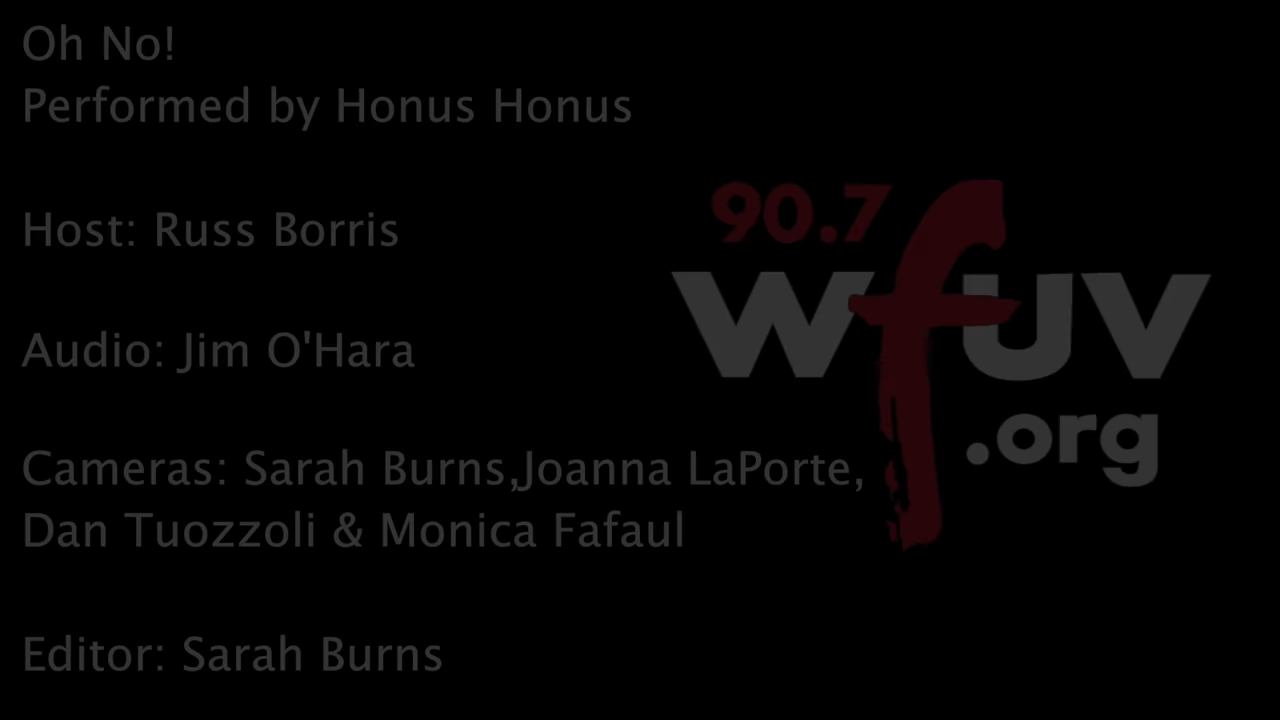 Oh No!
Performed by Honus Honus
Host: Russ Borris
Audio: Jim O'Hara
Cameras: Sarah Burns,Joanna LaPorte,
Dan Tuozzoli & Monica Fafaul
Editor: Sarah Burns
90.7
wfuv
.org